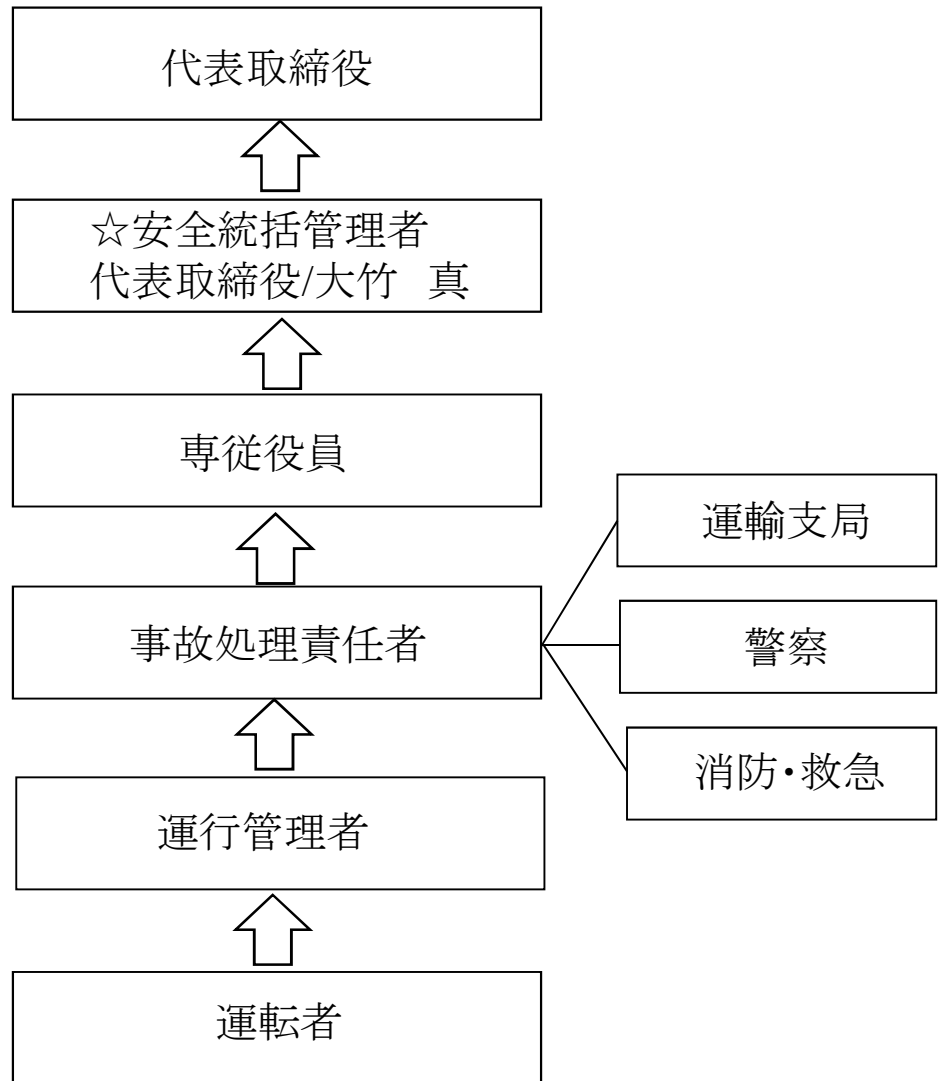 代表取締役
☆安全統括管理者
代表取締役/大竹　真
専従役員
運輸支局
事故処理責任者
警察
消防・救急
運行管理者
運転者